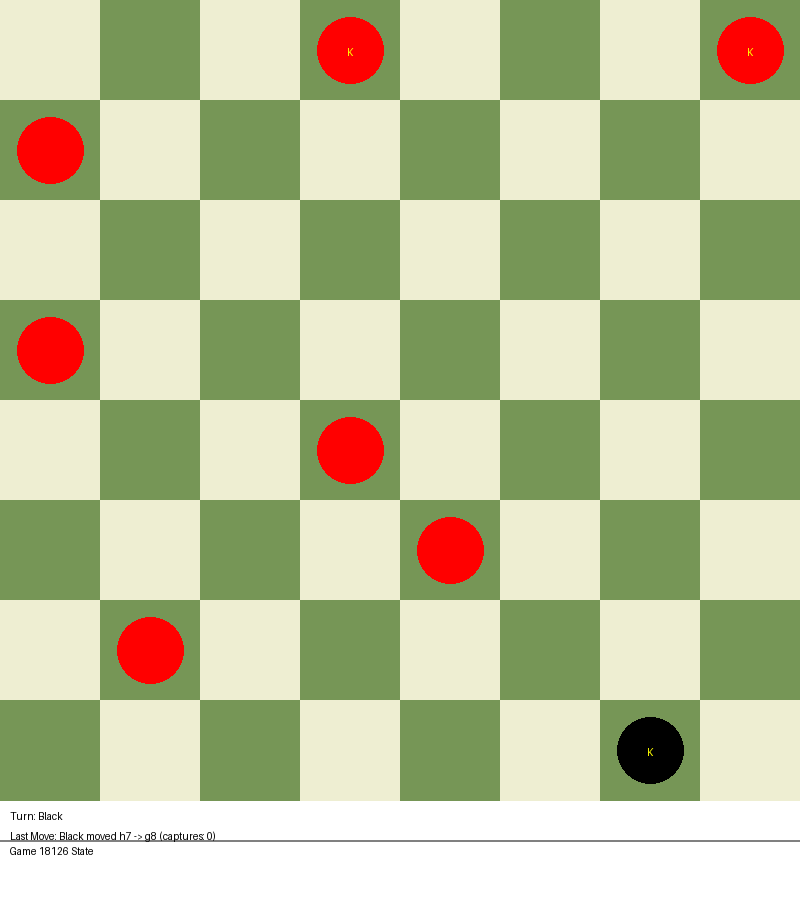 K K
K
Turn: Black
Last Move: Black moved h7 -> g8 (captures: 0)
Game 18126 State